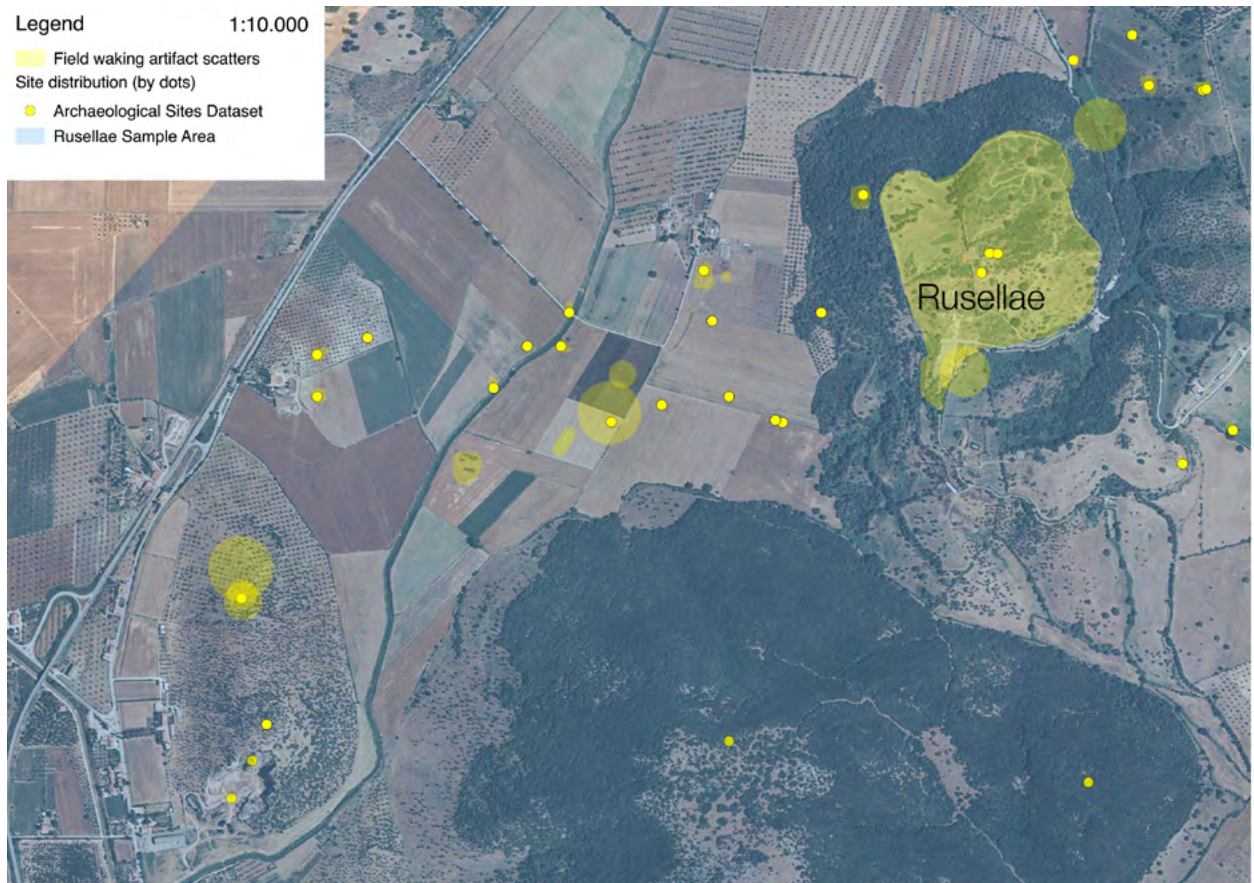 Legend 1:10.000
Field waking artifact scatters
Site distribution (by dots)
Archaeological Sites Dataset
Rusellae Sample Area
Rusellae